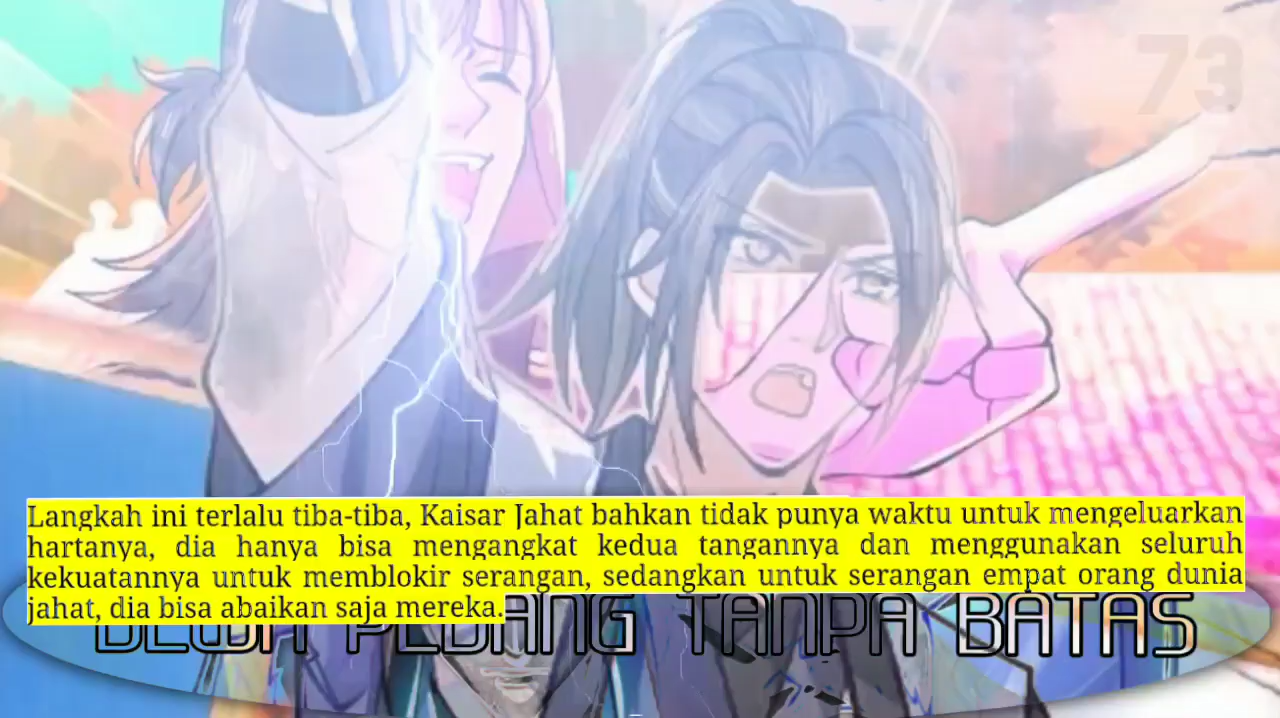 73
Langkah ini terlalu tiba-tiba, Kaisar Jahat bahkan tidak punya waktu untuk mengeluarkan
hartanya, dia hanya bisa mengangkat kedua tangannya dan menggunakan seluruh
kekuatannya untuk memblokir serangan, sedangkan untuk serangan empat orang dunia
jahat, dia bisa abaikan saja mereka.
DEWA PEDANG TANPA BATAS